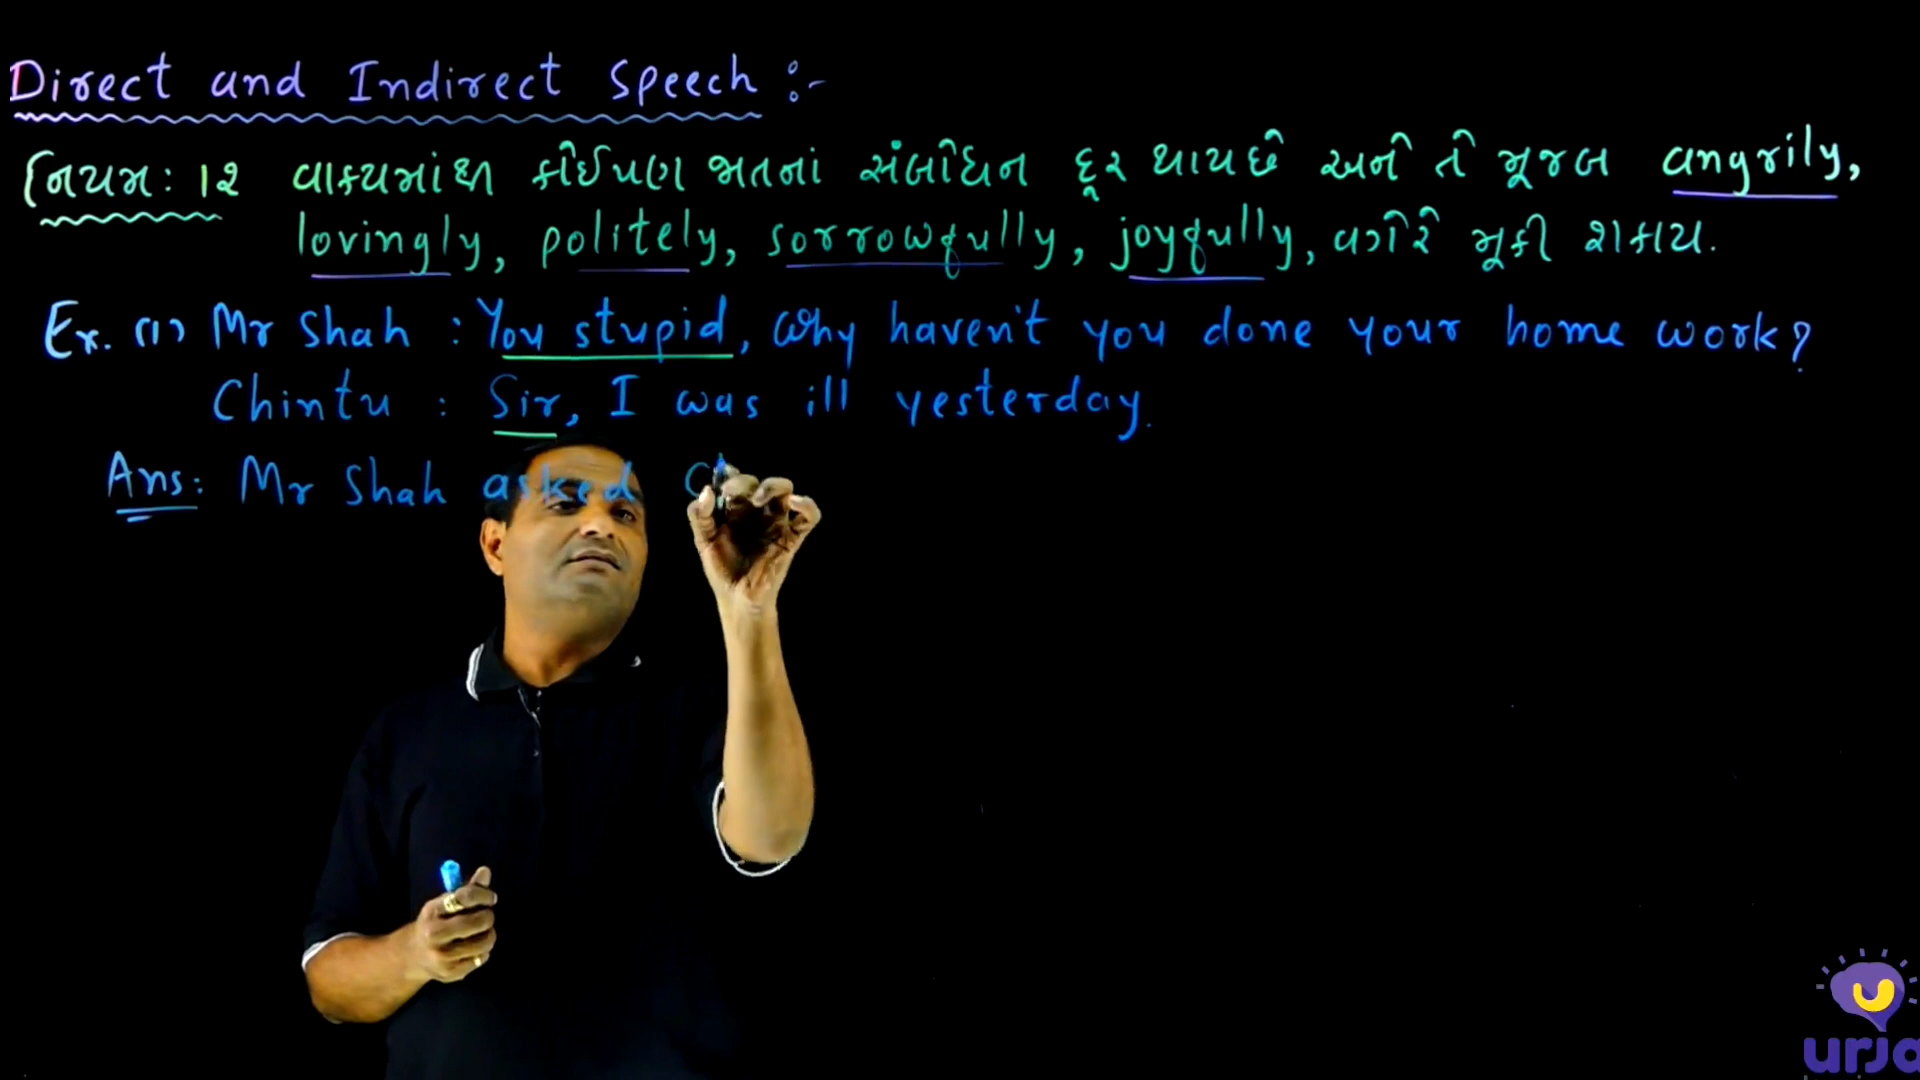 Direct and Indirect Speech :-
નિયમ: 12 વાક્યમાંથી કોઈપણ જાતનાં સંબોધન દૂર થાય છે અને તે મૂજબ angrily,
lovingly, politely, sorrowfully, joyfully, વગેરે મૂકી શકાય.
Ex. (1) Mr Shah : You stupid, Why haven't you done your home work?
Chintu : Sir, I was ill yesterday.
Ans: Mr Shah asked
urja